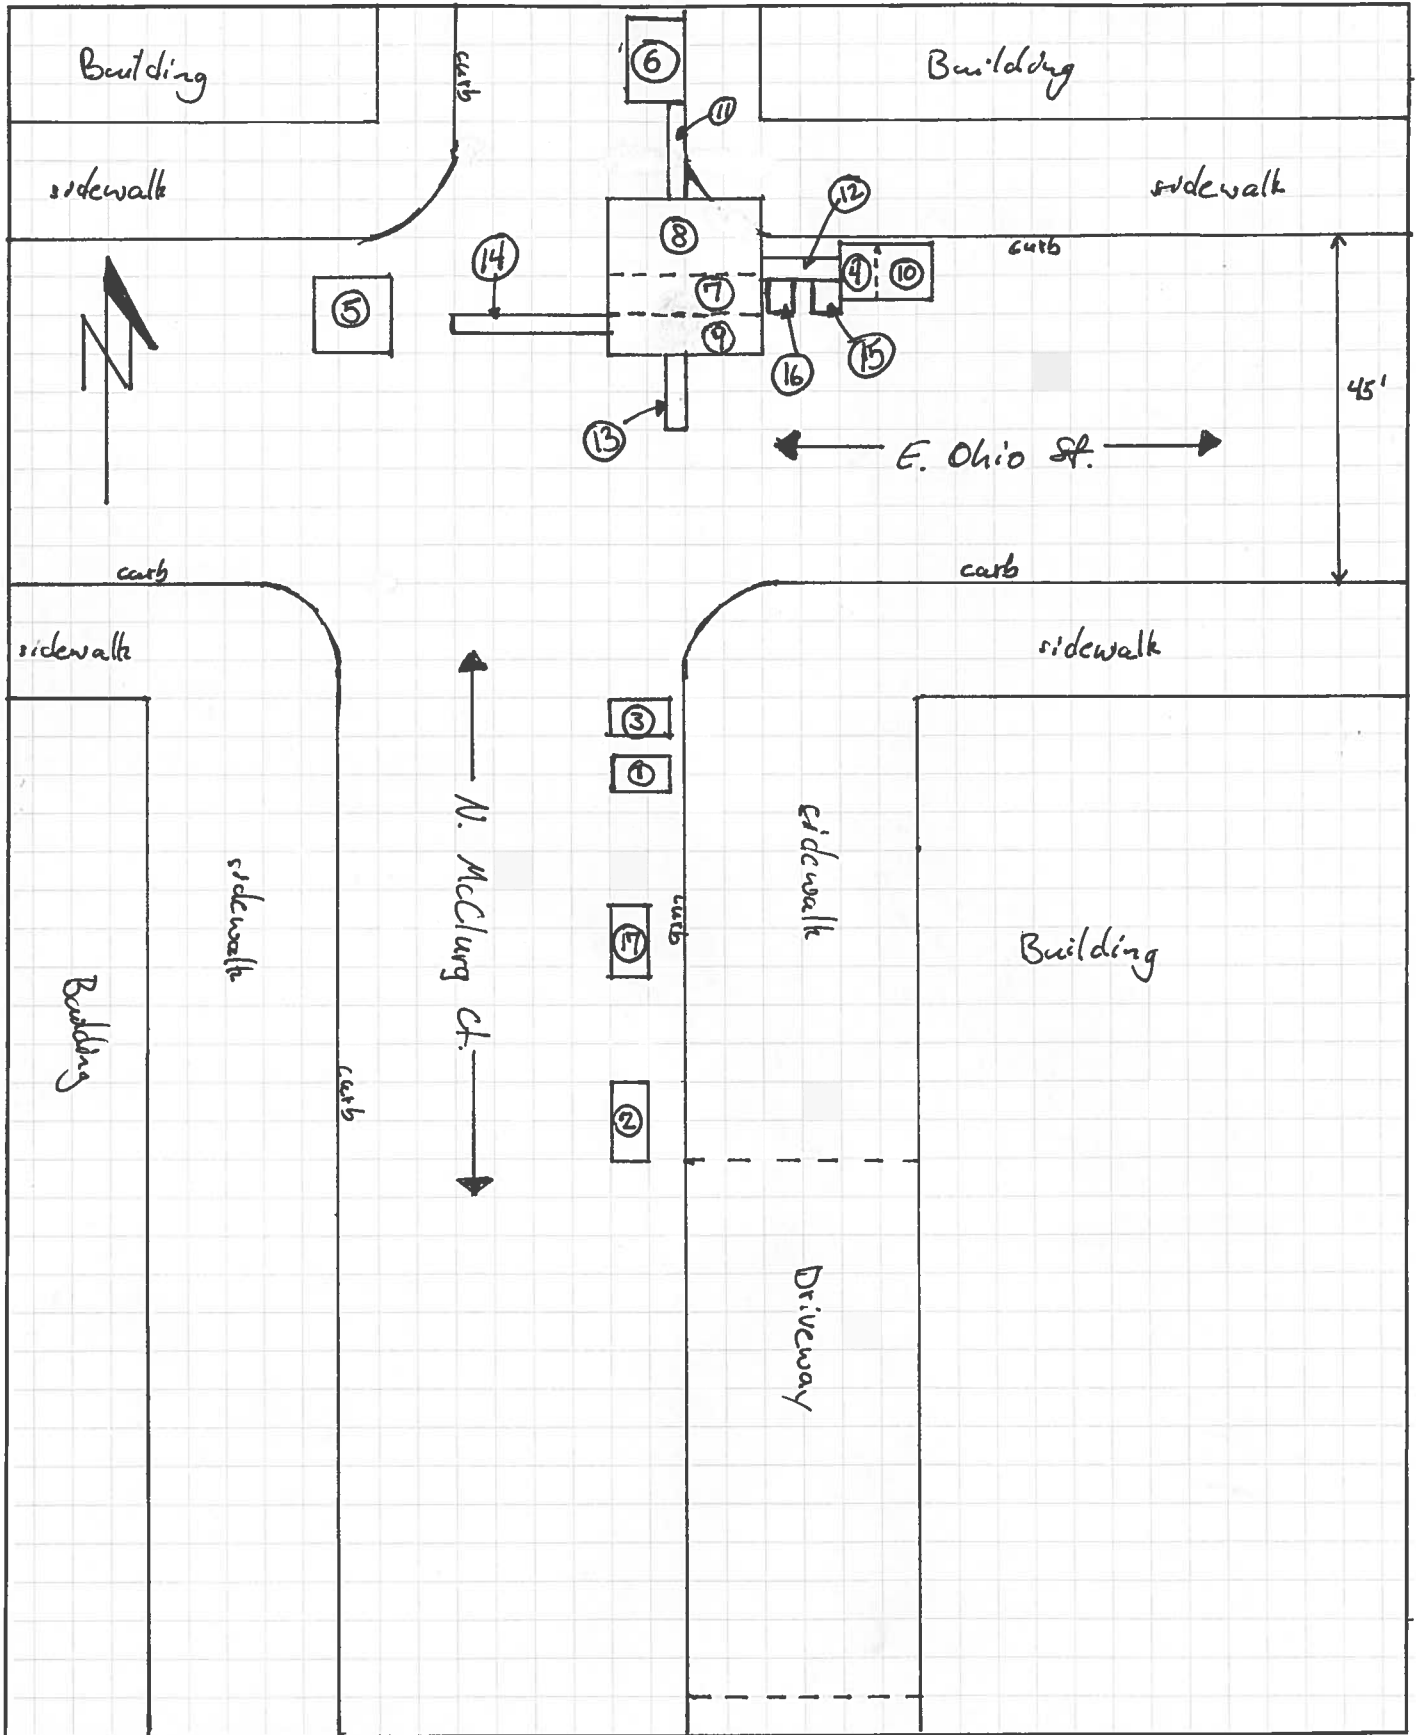 Building
curb
6
Building
11
sidewalk
sidewalk
12
8
curb
14
4
10
7
5
9
16
15
45'
N
13
E. Ohio St.
curb
curb
sidewalk
sidewalk
3
1
N. McClurg Ct.
sidewalk
sidewalk
curb
17
Building
Building
curb
2
Driveway